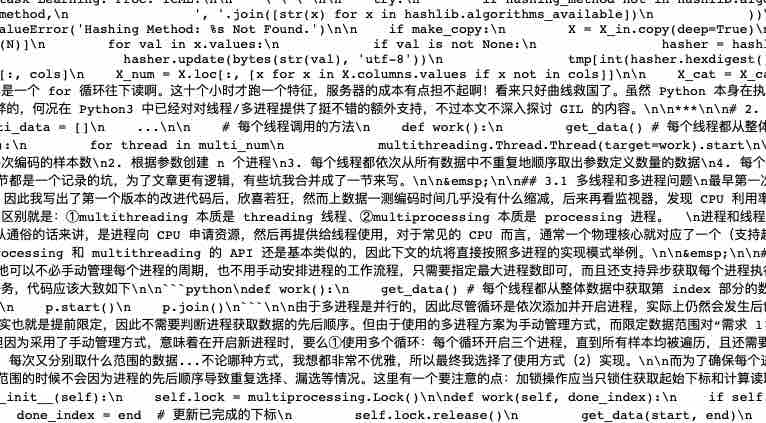 method,\n ', '.join([str(x) for x in hashlib.algorithms_available]) ))
ValueError('Hashing Method: %s Not Found.')\n\n if make_copy:\n X = X_in.copy(deep=True)\n
(N)]\n for val in x.values:\n if val is not None:\n hasher =
hasher.update(bytes(str(val), 'utf-8'))\n tmp[int(hasher.hexdigest()
[:, cols]\n X_num = X.loc[:, [x for x in X.columns.values if x not in cols]]\n\n X_cat = X
是一个 for 循环往下读啊。这十个小时才跑一个特征，服务器的成本有点担不起啊！看来只好曲线救国了。虽然 Python 本身在执
弊的，何况在 Python3 中已经对对线程/多进程提供了挺不错的额外支持，不过本文不深入探讨 GIL 的内容。\n\n***\n\n# 2.
ti_data = []\n ...\n\n # 每个线程调用的方法\n def work():\n get_data() # 每个线程都从整体
:\n for thread in multi_num\n multithreading.Thread.Thread(target=work).start\n\
次编码的样本数\n2. 根据参数创建 n 个进程\n3. 每个线程都依次从所有数据中不重复地顺序取出参数定义数量的数据\n4. 每个
节都是一个记录的坑，为了文章更有逻辑，有些坑我合并成了一节来写。\n\n&emsp;\n\n## 3.1 多线程和多进程问题\n最早第一
因此我写出了第一个版本的改进代码后，欣喜若狂，然而上数据一测编码时间几乎没有什么缩减，后来再看监视器，发现 CPU 利用率
区别就是：①multithreading 本质是 threading 线程、②multiprocessing 本质是 processing 进程。 \n进程和线程
从通俗的话来讲，是进程向 CPU 申请资源，然后再提供给线程使用，对于常见的 CPU 而言，通常一个物理核心就对应了一个（支持
ocessing 和 multithreading 的 API 还是基本类似的，因此下文的坑将直接按照多进程的实现模式举例。\n\n&emsp;\n\n#
也可以不必手动管理每个进程的周期，也不用手动安排进程的工作流程，只需要指定最大进程数即可，而且还支持异步获取每个进程执行
务，代码应该大致如下\n\n```python\ndef work():\n get_data() # 每个线程都从整体数据中获取第 index 部分的数
\n p.start()\n p.join()\n```\n\n由于多进程是并行的，因此尽管循环是依次添加并开启进程，实际上仍然会发生后
实也就是提前限定，因此不需要判断进程获取数据的先后顺序。但由于使用的多进程方案为手动管理方式，而限定数据范围对“需求 1
但因为采用了手动管理方式，意味着在开启新进程时，要么①使用多个循环：每个循环开启三个进程，直到所有样本均被遍历，且还需要
每次又分别取什么范围的数据...不论哪种方式，我想都非常不优雅，所以最终我选择了使用方式（2）实现。\n\n而为了确保每个进
范围的时候不会因为进程的先后顺序导致重复选择、漏选等情况。这里有一个要注意的点：加锁操作应当只锁住获取起始下标和计算读取
_init__(self):\n self.lock = multiprocessing.Lock()\n\ndef work(self, done_index):\n if self
done_index = end # 更新已完成的下标\n self.lock.release()\n get_data(start, end)\n